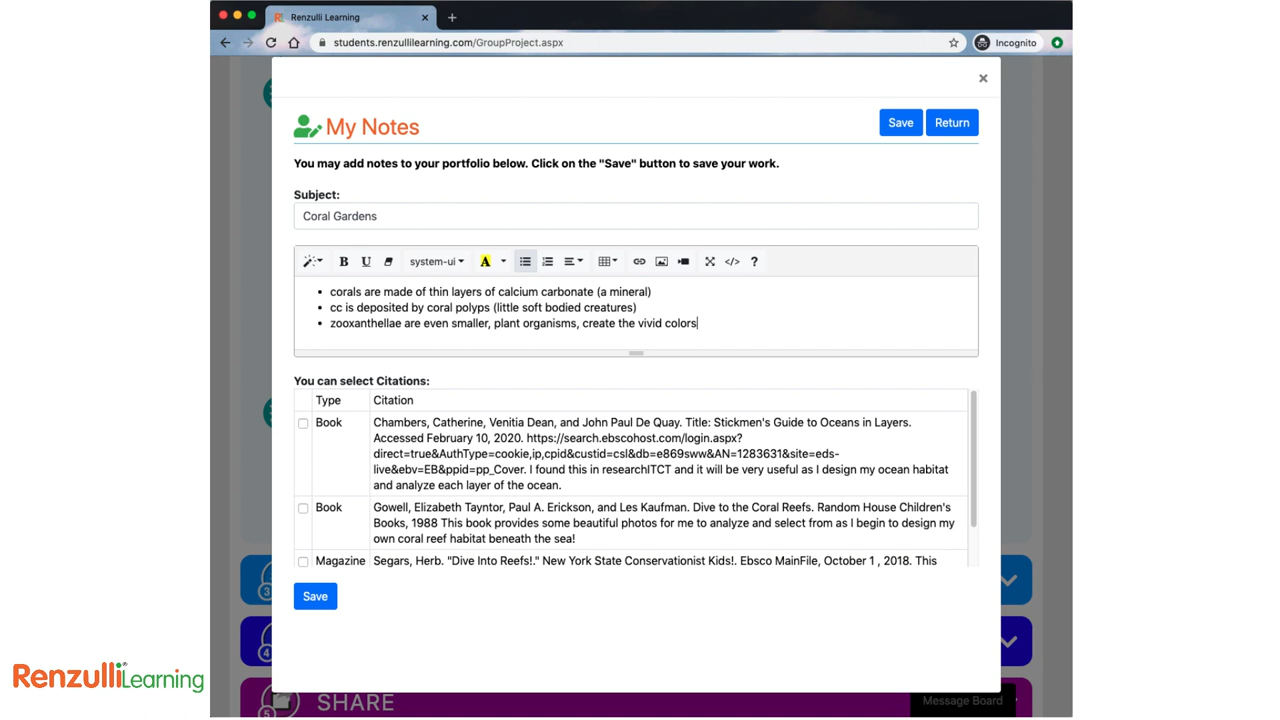 Renzulli Learning
students.renzullilearning.com/GroupProject.aspx
Incognito
My Notes
Save
Return
You may add notes to your portfolio below. Click on the "Save" button to save your work.
Subject:
Coral Gardens
B U system-ui A </> ?
• corals are made of thin layers of calcium carbonate (a mineral)
• cc is deposited by coral polyps (little soft bodied creatures)
• zooxanthellae are even smaller, plant organisms, create the vivid colors
You can select Citations:
Type Citation
Book Chambers, Catherine, Venitia Dean, and John Paul De Quay. Title: Stickmen's Guide to Oceans in Layers.
Accessed February 10, 2020. https://search.ebscohost.com/login.aspx?
direct=true&AuthType=cookie,ip,cpid&custid=csl&db=e869sww&AN=1283631&site=eds-
live&ebv=EB&ppid=pp_Cover. I found this in researchITCT and it will be very useful as I design my ocean habitat
and analyze each layer of the ocean.
Book Gowell, Elizabeth Tayntor, Paul A. Erickson, and Les Kaufman. Dive to the Coral Reefs. Random House Children's
Books, 1988 This book provides some beautiful photos for me to analyze and select from as I begin to design my
own coral reef habitat beneath the sea!
Magazine Segars, Herb. "Dive Into Reefs!." New York State Conservationist Kids!. Ebsco MainFile, October 1 , 2018. This
Save
3
4
5
SHARE
Message Board
RenzulliLearning